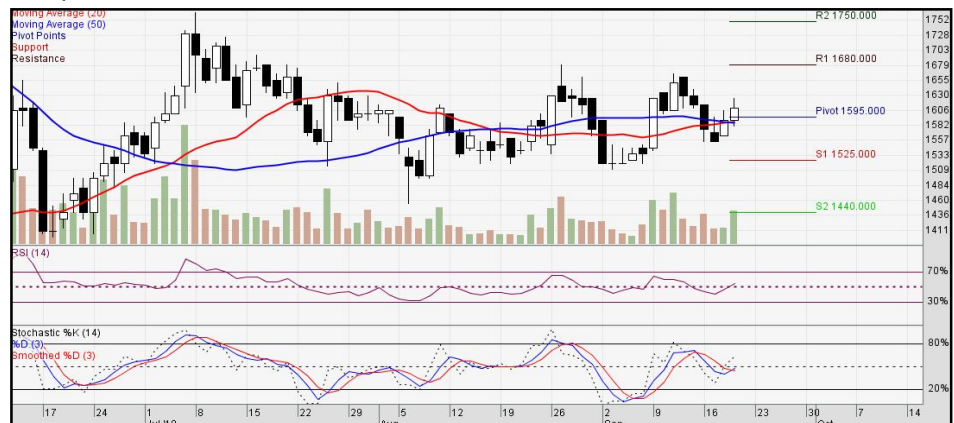 Moving Average (20)
Moving Average (50)
Pivot Points
Support
Resistance
R2 1750.000
R1 1680.000
Pivot 1595.000
S1 1525.000
S2 1440.000
1752
1728
1703
1679
1655
1630
1606
1582
1557
1533
1509
1484
1460
1436
1411
RSI (14)
70%
30%
Stochastic %K (14)
%D (3)
Smoothed %D (3)
80%
20%
17 24 1 8 15 22 29 5 12 19 26 2 9 16 23 30 7 14